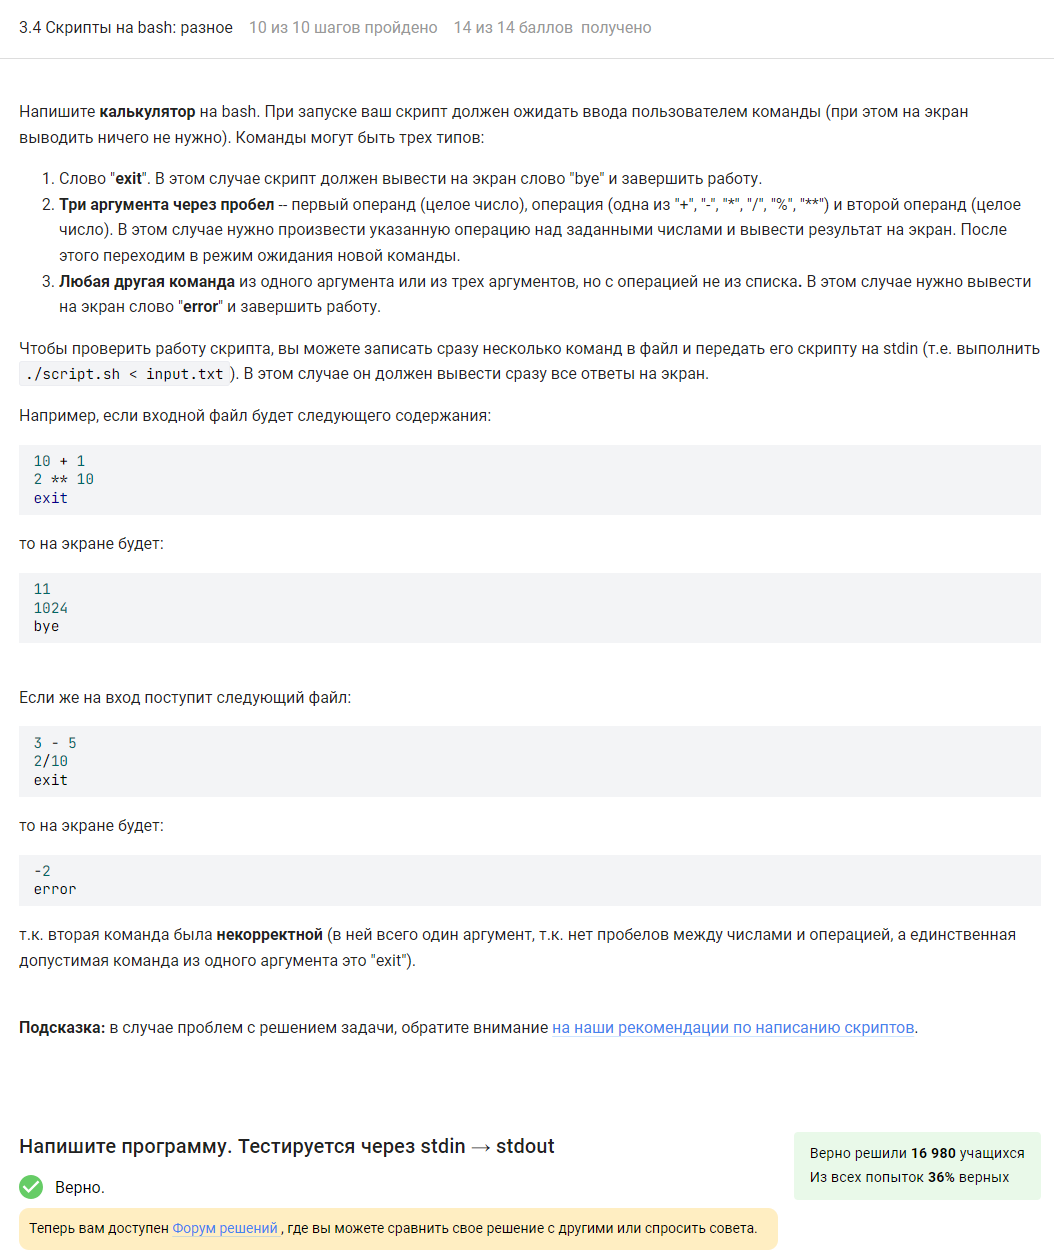 3.4 Скрипты на bash: разное 10 из 10 шагов пройдено 14 из 14 баллов получено
Напишите калькулятор на bash. При запуске ваш скрипт должен ожидать ввода пользователем команды (при этом на экран
выводить ничего не нужно). Команды могут быть трех типов:
1. Слово "exit". В этом случае скрипт должен вывести на экран слово "bye" и завершить работу.
2. Три аргумента через пробел -- первый операнд (целое число), операция (одна из "+", "-", "*", "/", "%", "**") и второй операнд (целое
число). В этом случае нужно произвести указанную операцию над заданными числами и вывести результат на экран. После
этого переходим в режим ожидания новой команды.
3. Любая другая команда из одного аргумента или из трех аргументов, но с операцией не из списка. В этом случае нужно вывести
на экран слово "error" и завершить работу.
Чтобы проверить работу скрипта, вы можете записать сразу несколько команд в файл и передать его скрипту на stdin (т.е. выполнить
./script.sh < input.txt ). В этом случае он должен вывести сразу все ответы на экран.
Например, если входной файл будет следующего содержания:
10 + 1
2 ** 10
exit
то на экране будет:
11
1024
bye
Если же на вход поступит следующий файл:
3 - 5
2/10
exit
то на экране будет:
-2
error
т.к. вторая команда была некорректной (в ней всего один аргумент, т.к. нет пробелов между числами и операцией, а единственная
допустимая команда из одного аргумента это "exit").
Подсказка: в случае проблем с решением задачи, обратите внимание на наши рекомендации по написанию скриптов.
Напишите программу. Тестируется через stdin → stdout
Верно решили 16 980 учащихся
Из всех попыток 36% верных
Верно.
Теперь вам доступен Форум решений , где вы можете сравнить свое решение с другими или спросить совета.